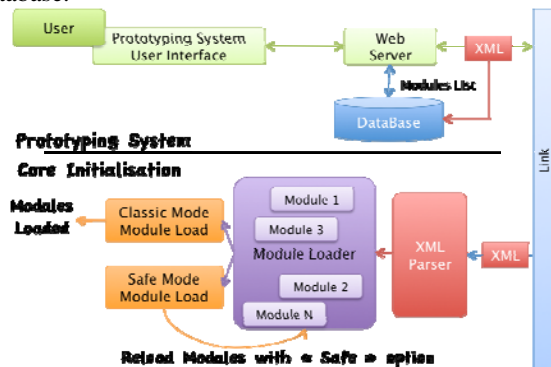 User
Prototyping System
User Interface
Web
Server
XML
Modules List
DataBase
Link
Prototyping System
Core Initialisation
Modules
Loaded
Classic Mode
Module Load
Safe Mode
Module Load
Module 1
Module 3
Module Loader
Module 2
Module N
XML
Parser
XML
Reload Modules with « Safe » option